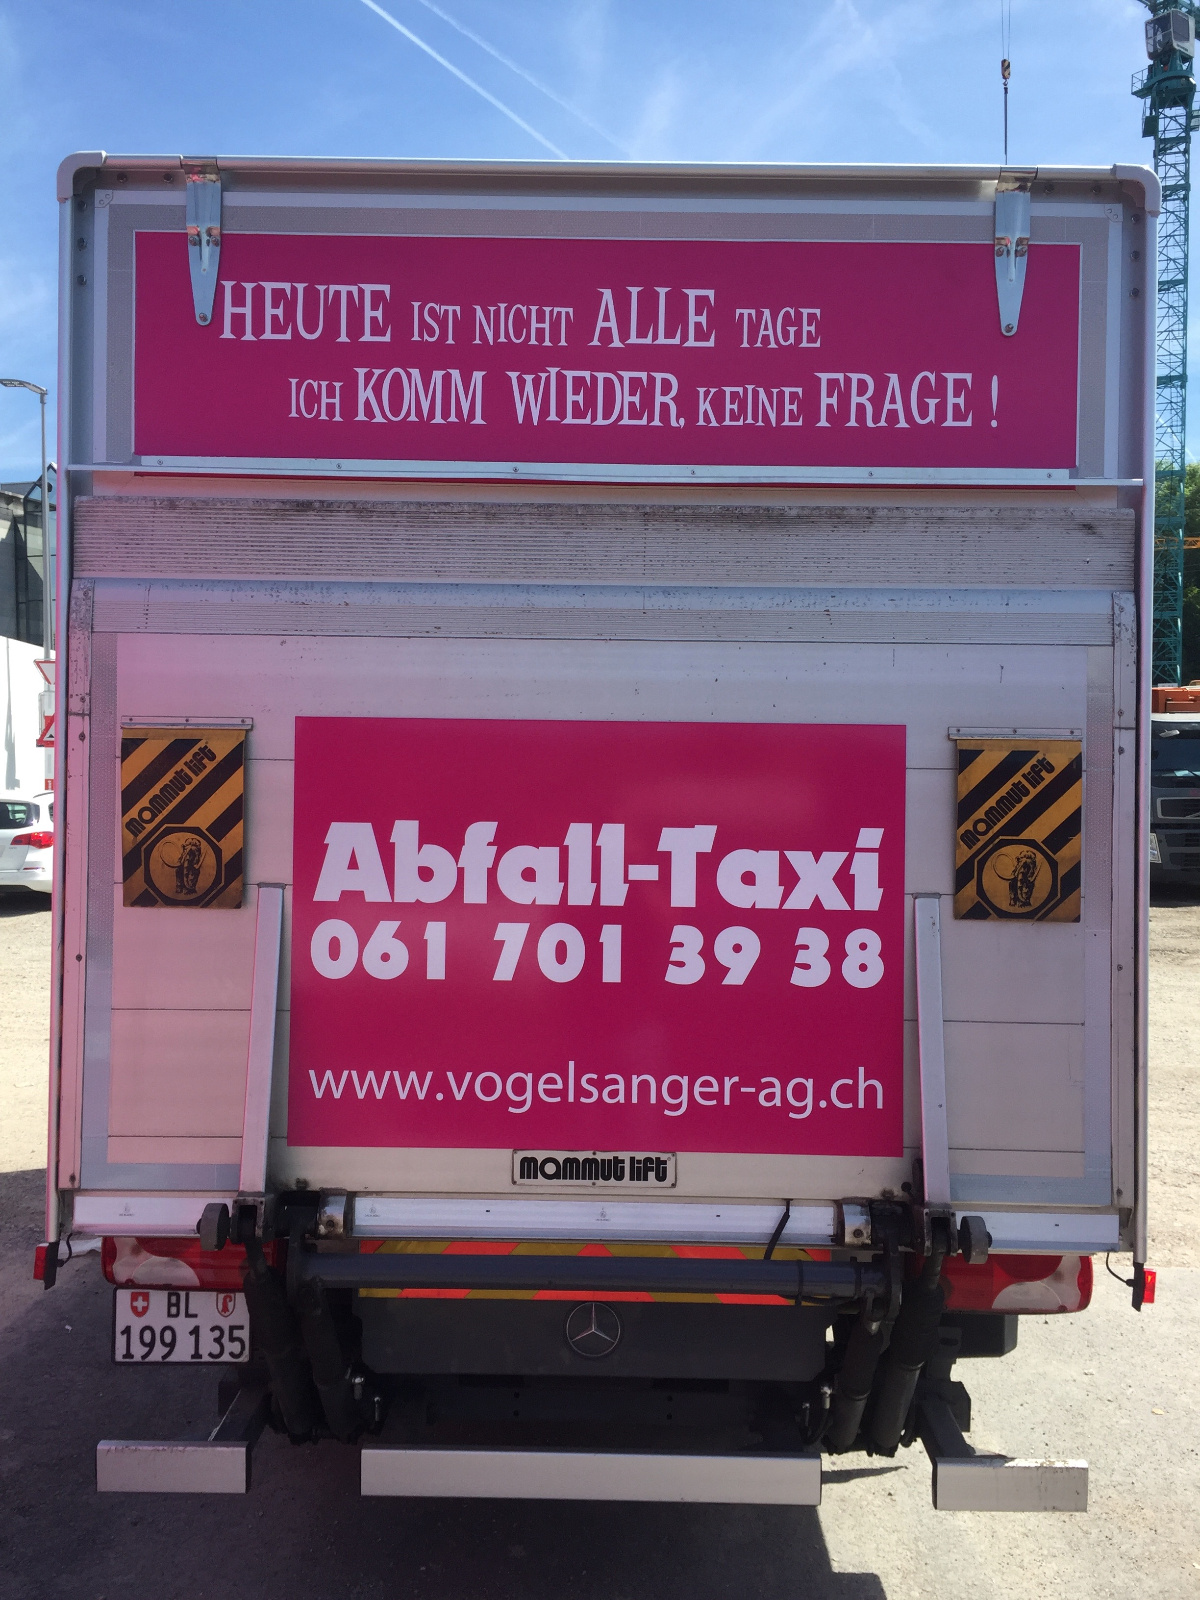 HEUTE IST NICHT ALLE TAGE
ICH KOMM WIEDER, KEINE FRAGE !
mammut lift
mammut lift
Abfall-Taxi
061 701 39 38
www.vogelsanger-ag.ch
mammut lift
BL
199 135